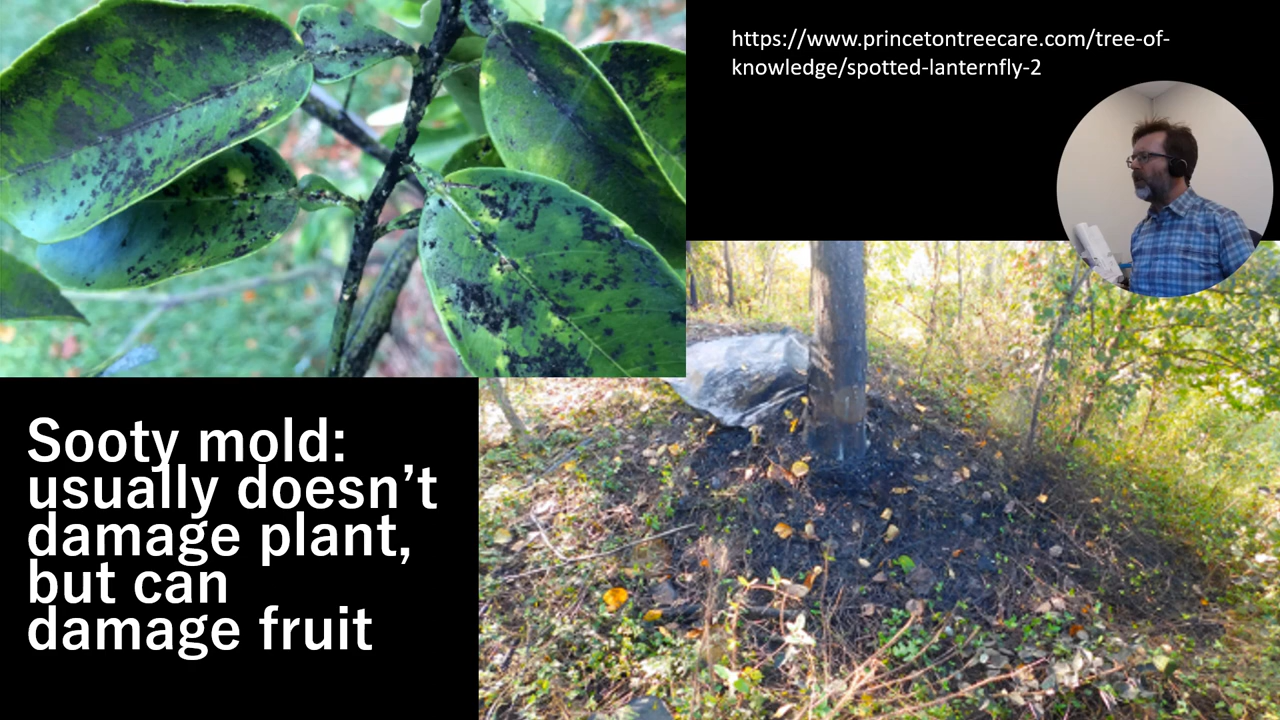 https://www.princetontreecare.com/tree-of-
knowledge/spotted-lanternfly-2
Sooty mold:
usually doesn’t
damage plant,
but can
damage fruit